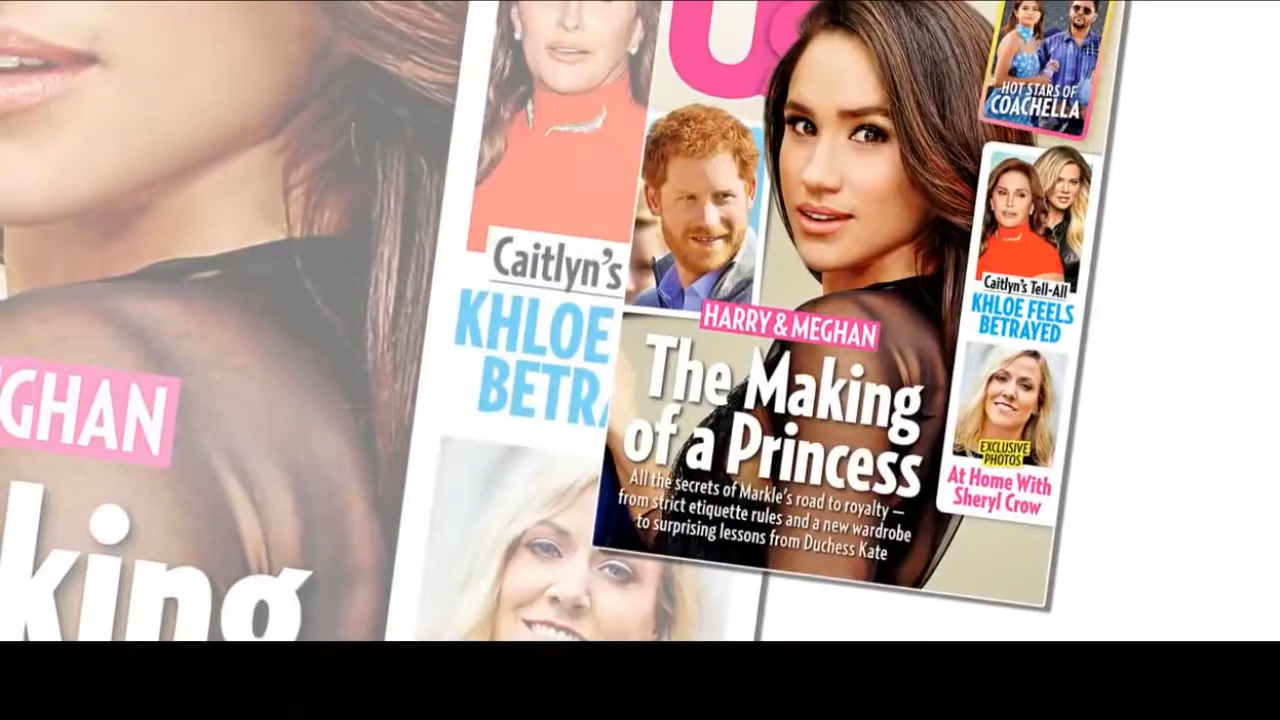 HOT STARS OF
COACHELLA
HARRY & MEGHAN
The Making
of a Princess
All the secrets of Markle's road to royalty —
from strict etiquette rules and a new wardrobe
to surprising lessons from Duchess Kate
Caitlyn's Tell-All
KHLOE FEELS
BETRAYED
EXCLUSIVE
PHOTOS
At Home With
Sheryl Crow
Caitlyn's
KHLOE
BETRA
GHAN
king